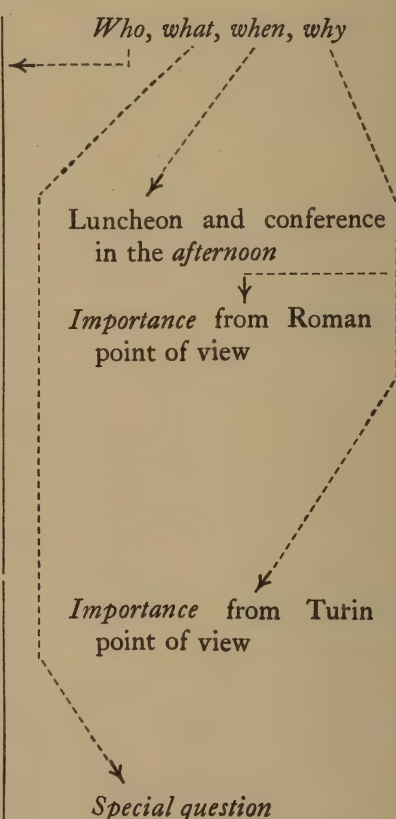 Who, what, when, why
Luncheon and conference
in the afternoon
Importance from Roman
point of view
Importance from Turin
point of view
Special question